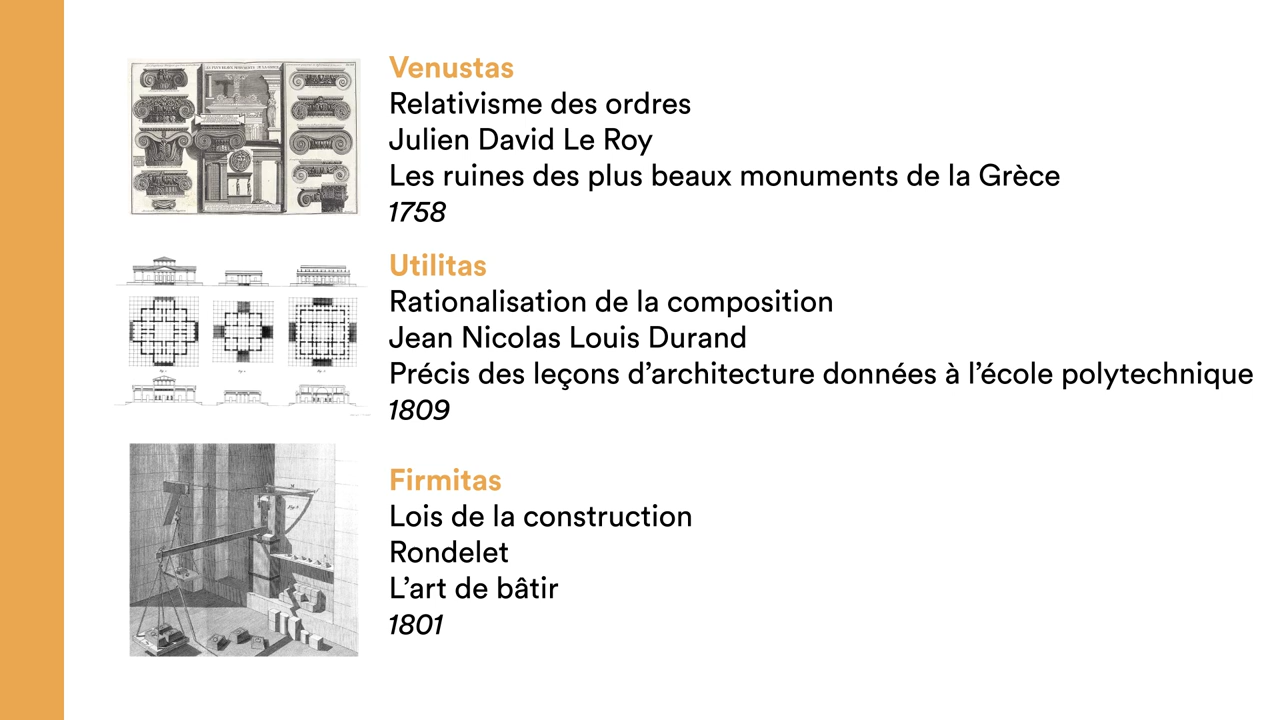 Venustas
Relativisme des ordres
Julien David Le Roy
Les ruines des plus beaux monuments de la Grèce
1758
Utilitas
Rationalisation de la composition
Jean Nicolas Louis Durand
Précis des leçons d’architecture données à l’école polytechnique
1809
Firmitas
Lois de la construction
Rondelet
L’art de bâtir
1801